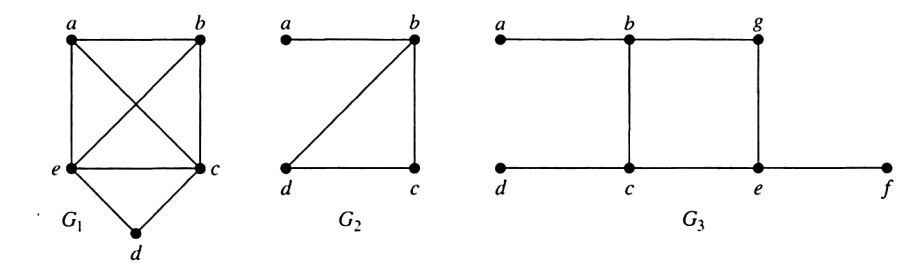 a b a b a b g
e c d c d c e f
G₁ d G₂ G₃